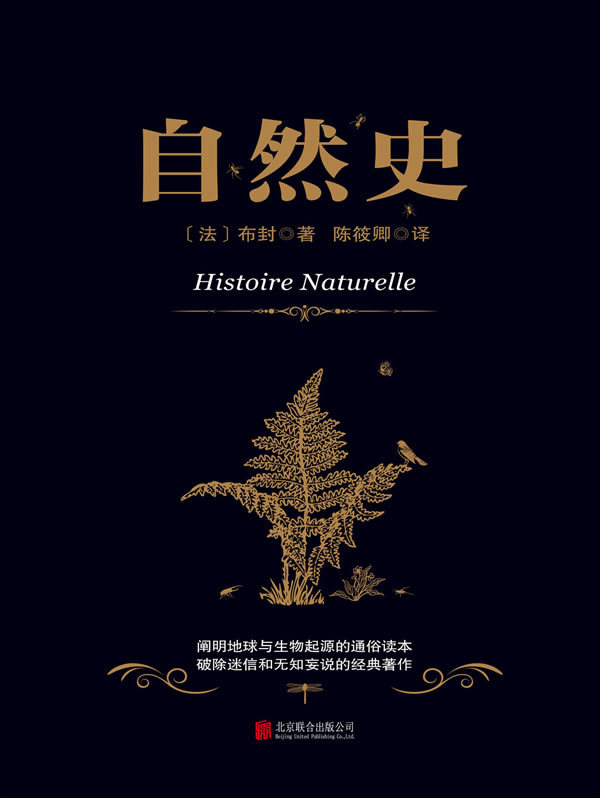 自然史
〔法〕布封◎著 陈筱卿◎译
Histoire Naturelle
阐明地球与生物起源的通俗读本
破除迷信和无知妄说的经典著作
北京联合出版公司
Beijing United Publishing Co.,Ltd.